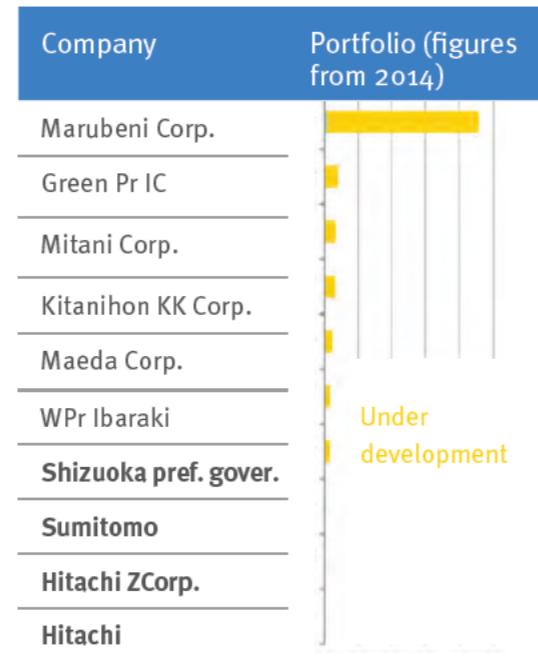 Company
Portfolio (figures
from 2014)
Marubeni Corp.
Green Pr IC
Mitani Corp.
Kitanihon KK Corp.
Maeda Corp.
WPr Ibaraki
Under
development
Shizuoka pref. gover.
Sumitomo
Hitachi ZCorp.
Hitachi